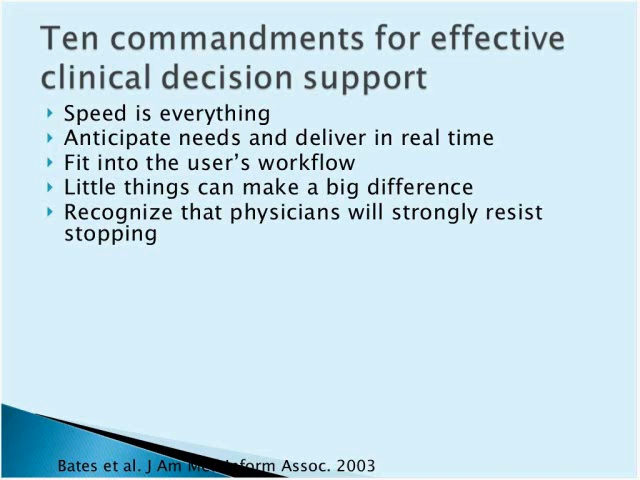 Ten commandments for effective
clinical decision support
Speed is everything
Anticipate needs and deliver in real time
Fit into the user’s workflow
Little things can make a big difference
Recognize that physicians will strongly resist
stopping
Bates et al. J Am Med Inform Assoc. 2003